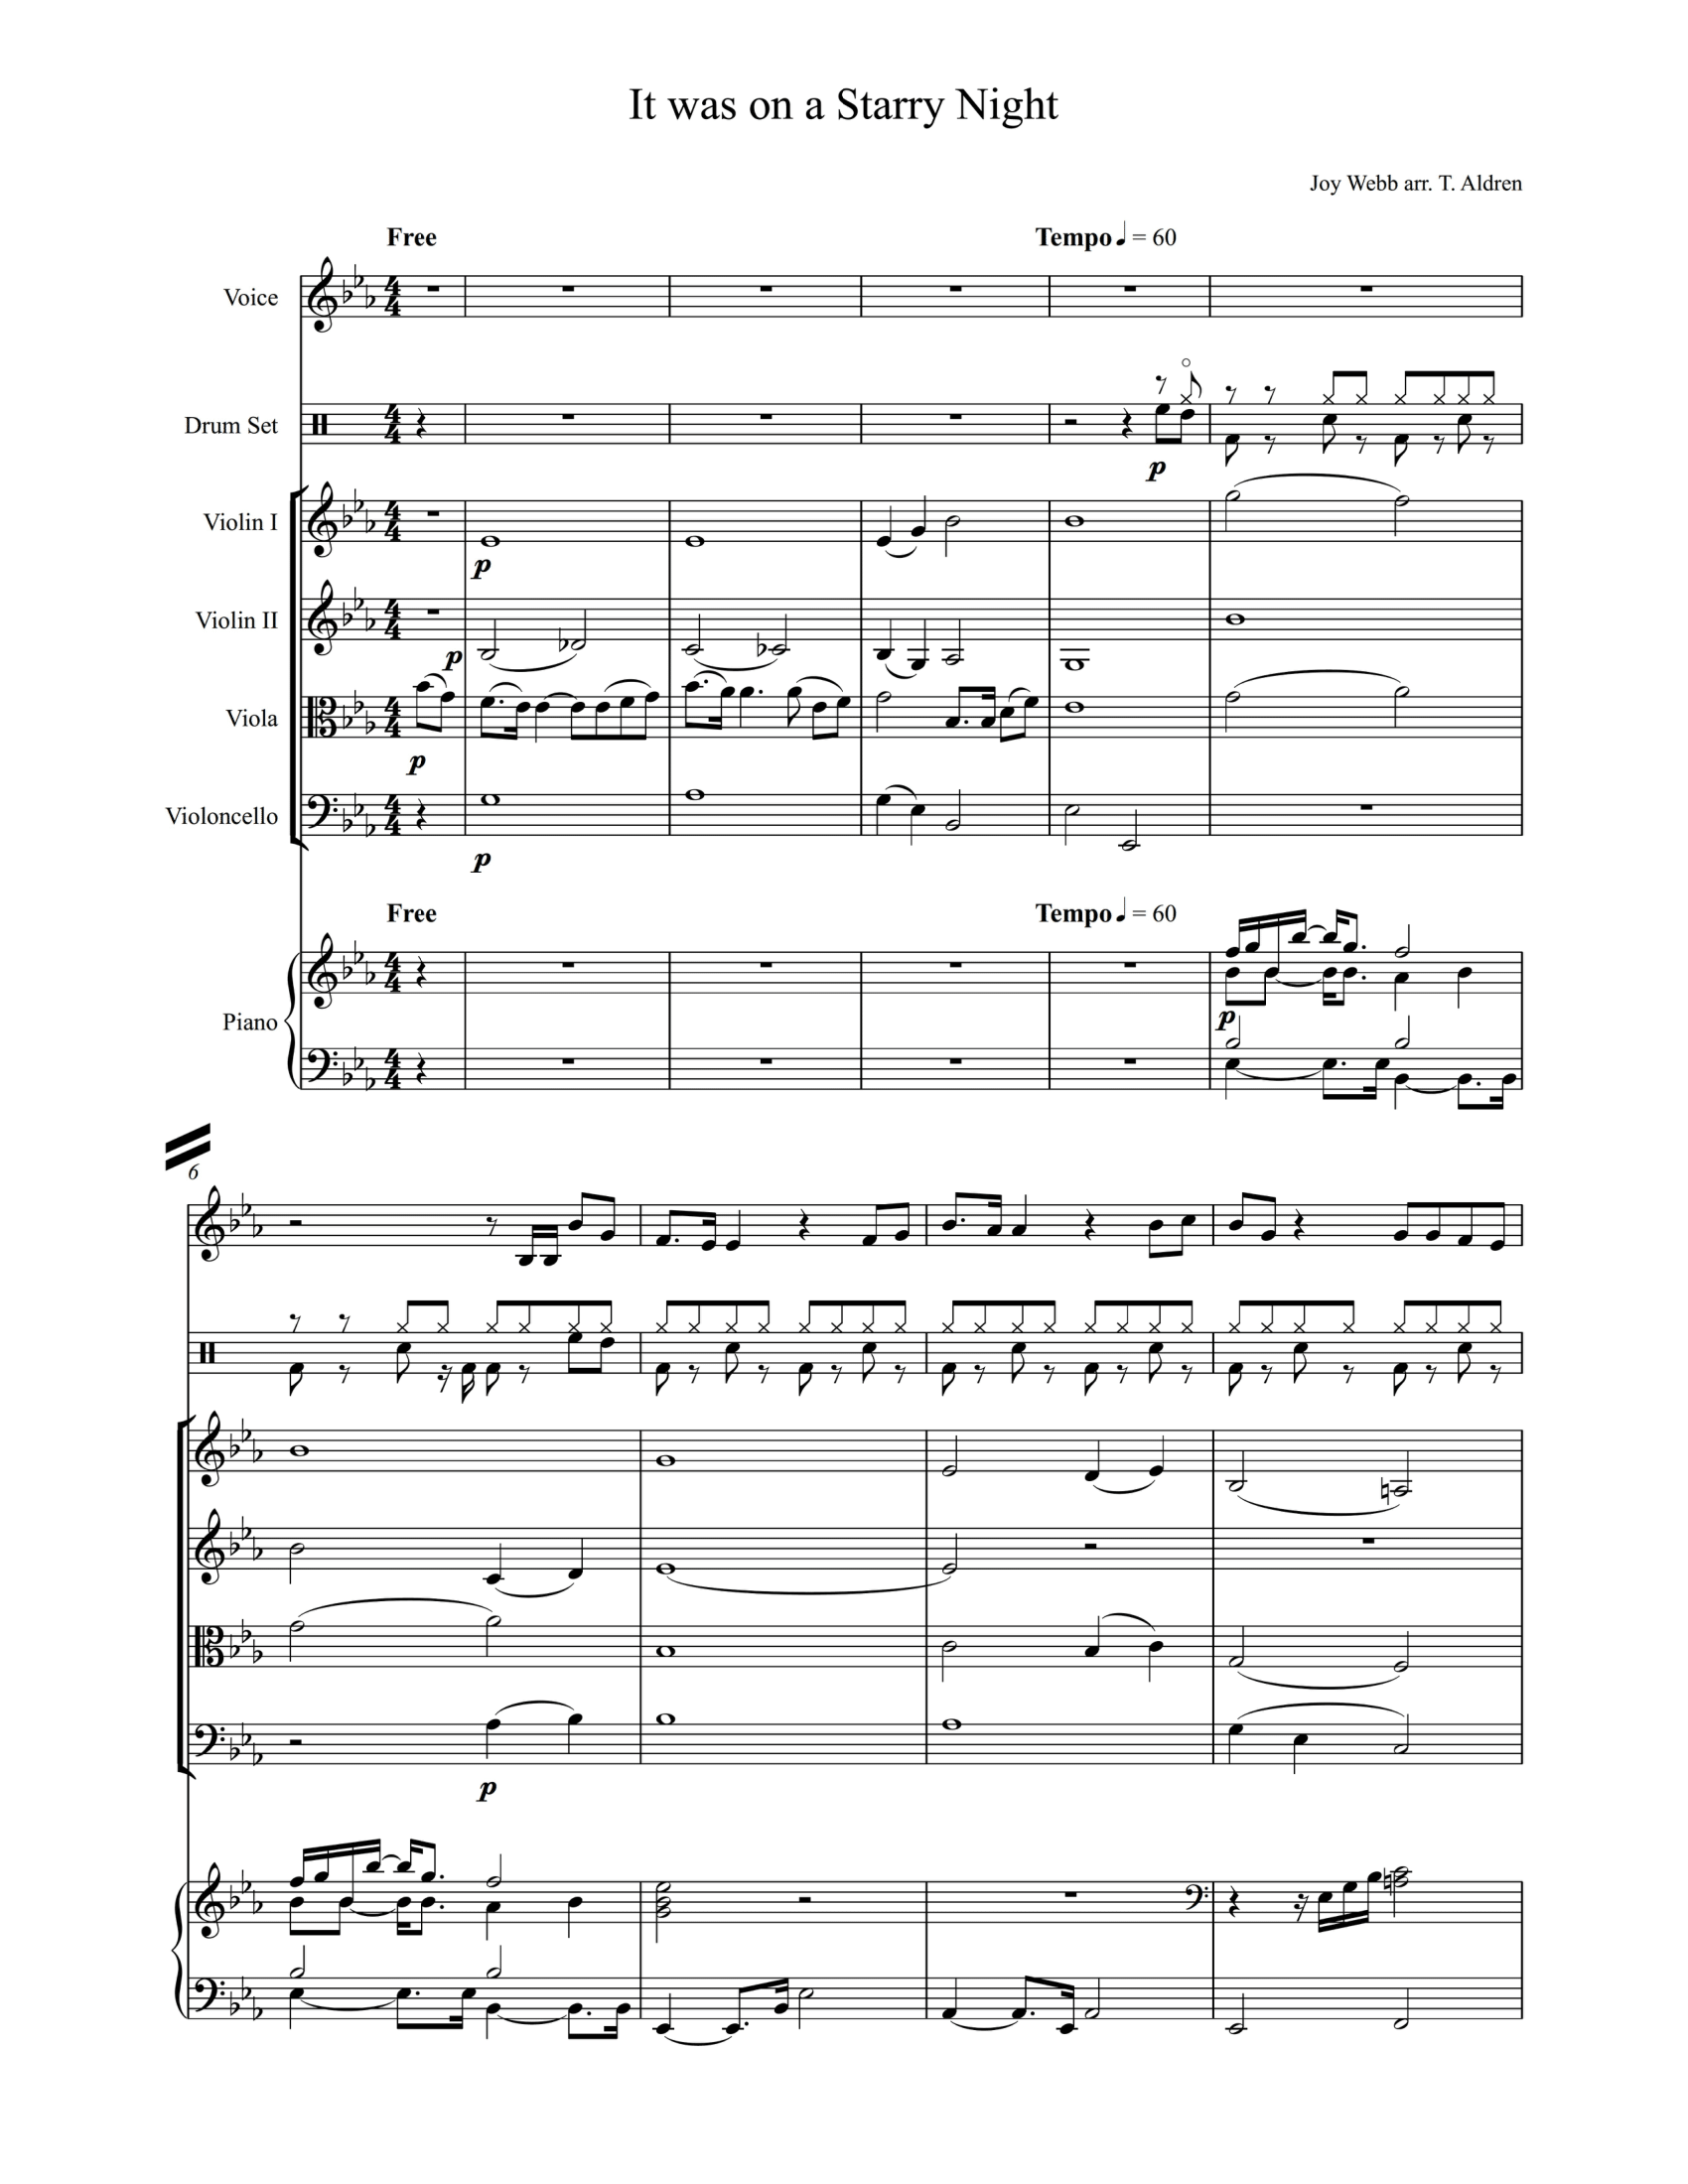 It was on a Starry Night
Joy Webb arr. T. Aldren
Free
Tempo ♩ = 60
Voice
Drum Set
p
Violin I
p
Violin II
p
Viola
p
Violoncello
p
Free
Tempo ♩ = 60
Piano
p
6
p